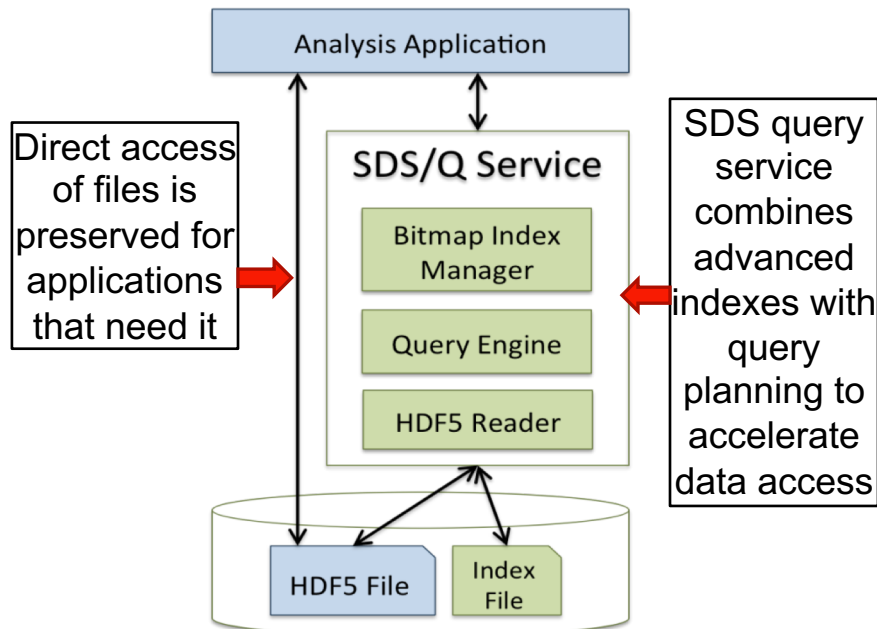 Analysis Application
Direct access
of files is
preserved for
applications
that need it
SDS/Q Service
Bitmap Index
Manager
Query Engine
HDF5 Reader
SDS query
service
combines
advanced
indexes with
query
planning to
accelerate
data access
HDF5 File
Index
File